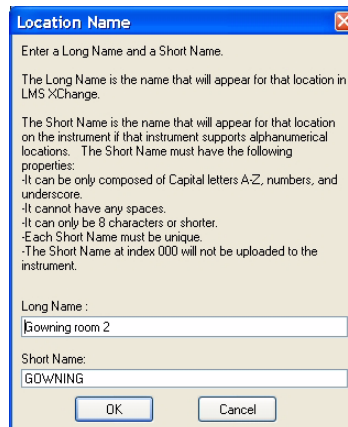 Location Name
Enter a Long Name and a Short Name.
The Long Name is the name that will appear for that location in
LMS XChange.
The Short Name is the name that will appear for that location
on the instrument if that instrument supports alphanumerical
locations.   The Short Name must have the following
properties:
-It can be only composed of Capital letters A-Z, numbers, and
underscore.
-It cannot have any spaces.
-It can only be 8 characters or shorter.
-Each Short Name must be unique.
-The Short Name at index 000 will not be uploaded to the
instrument.
Long Name :
Gowning room 2
Short Name:
GOWNING
OK Cancel